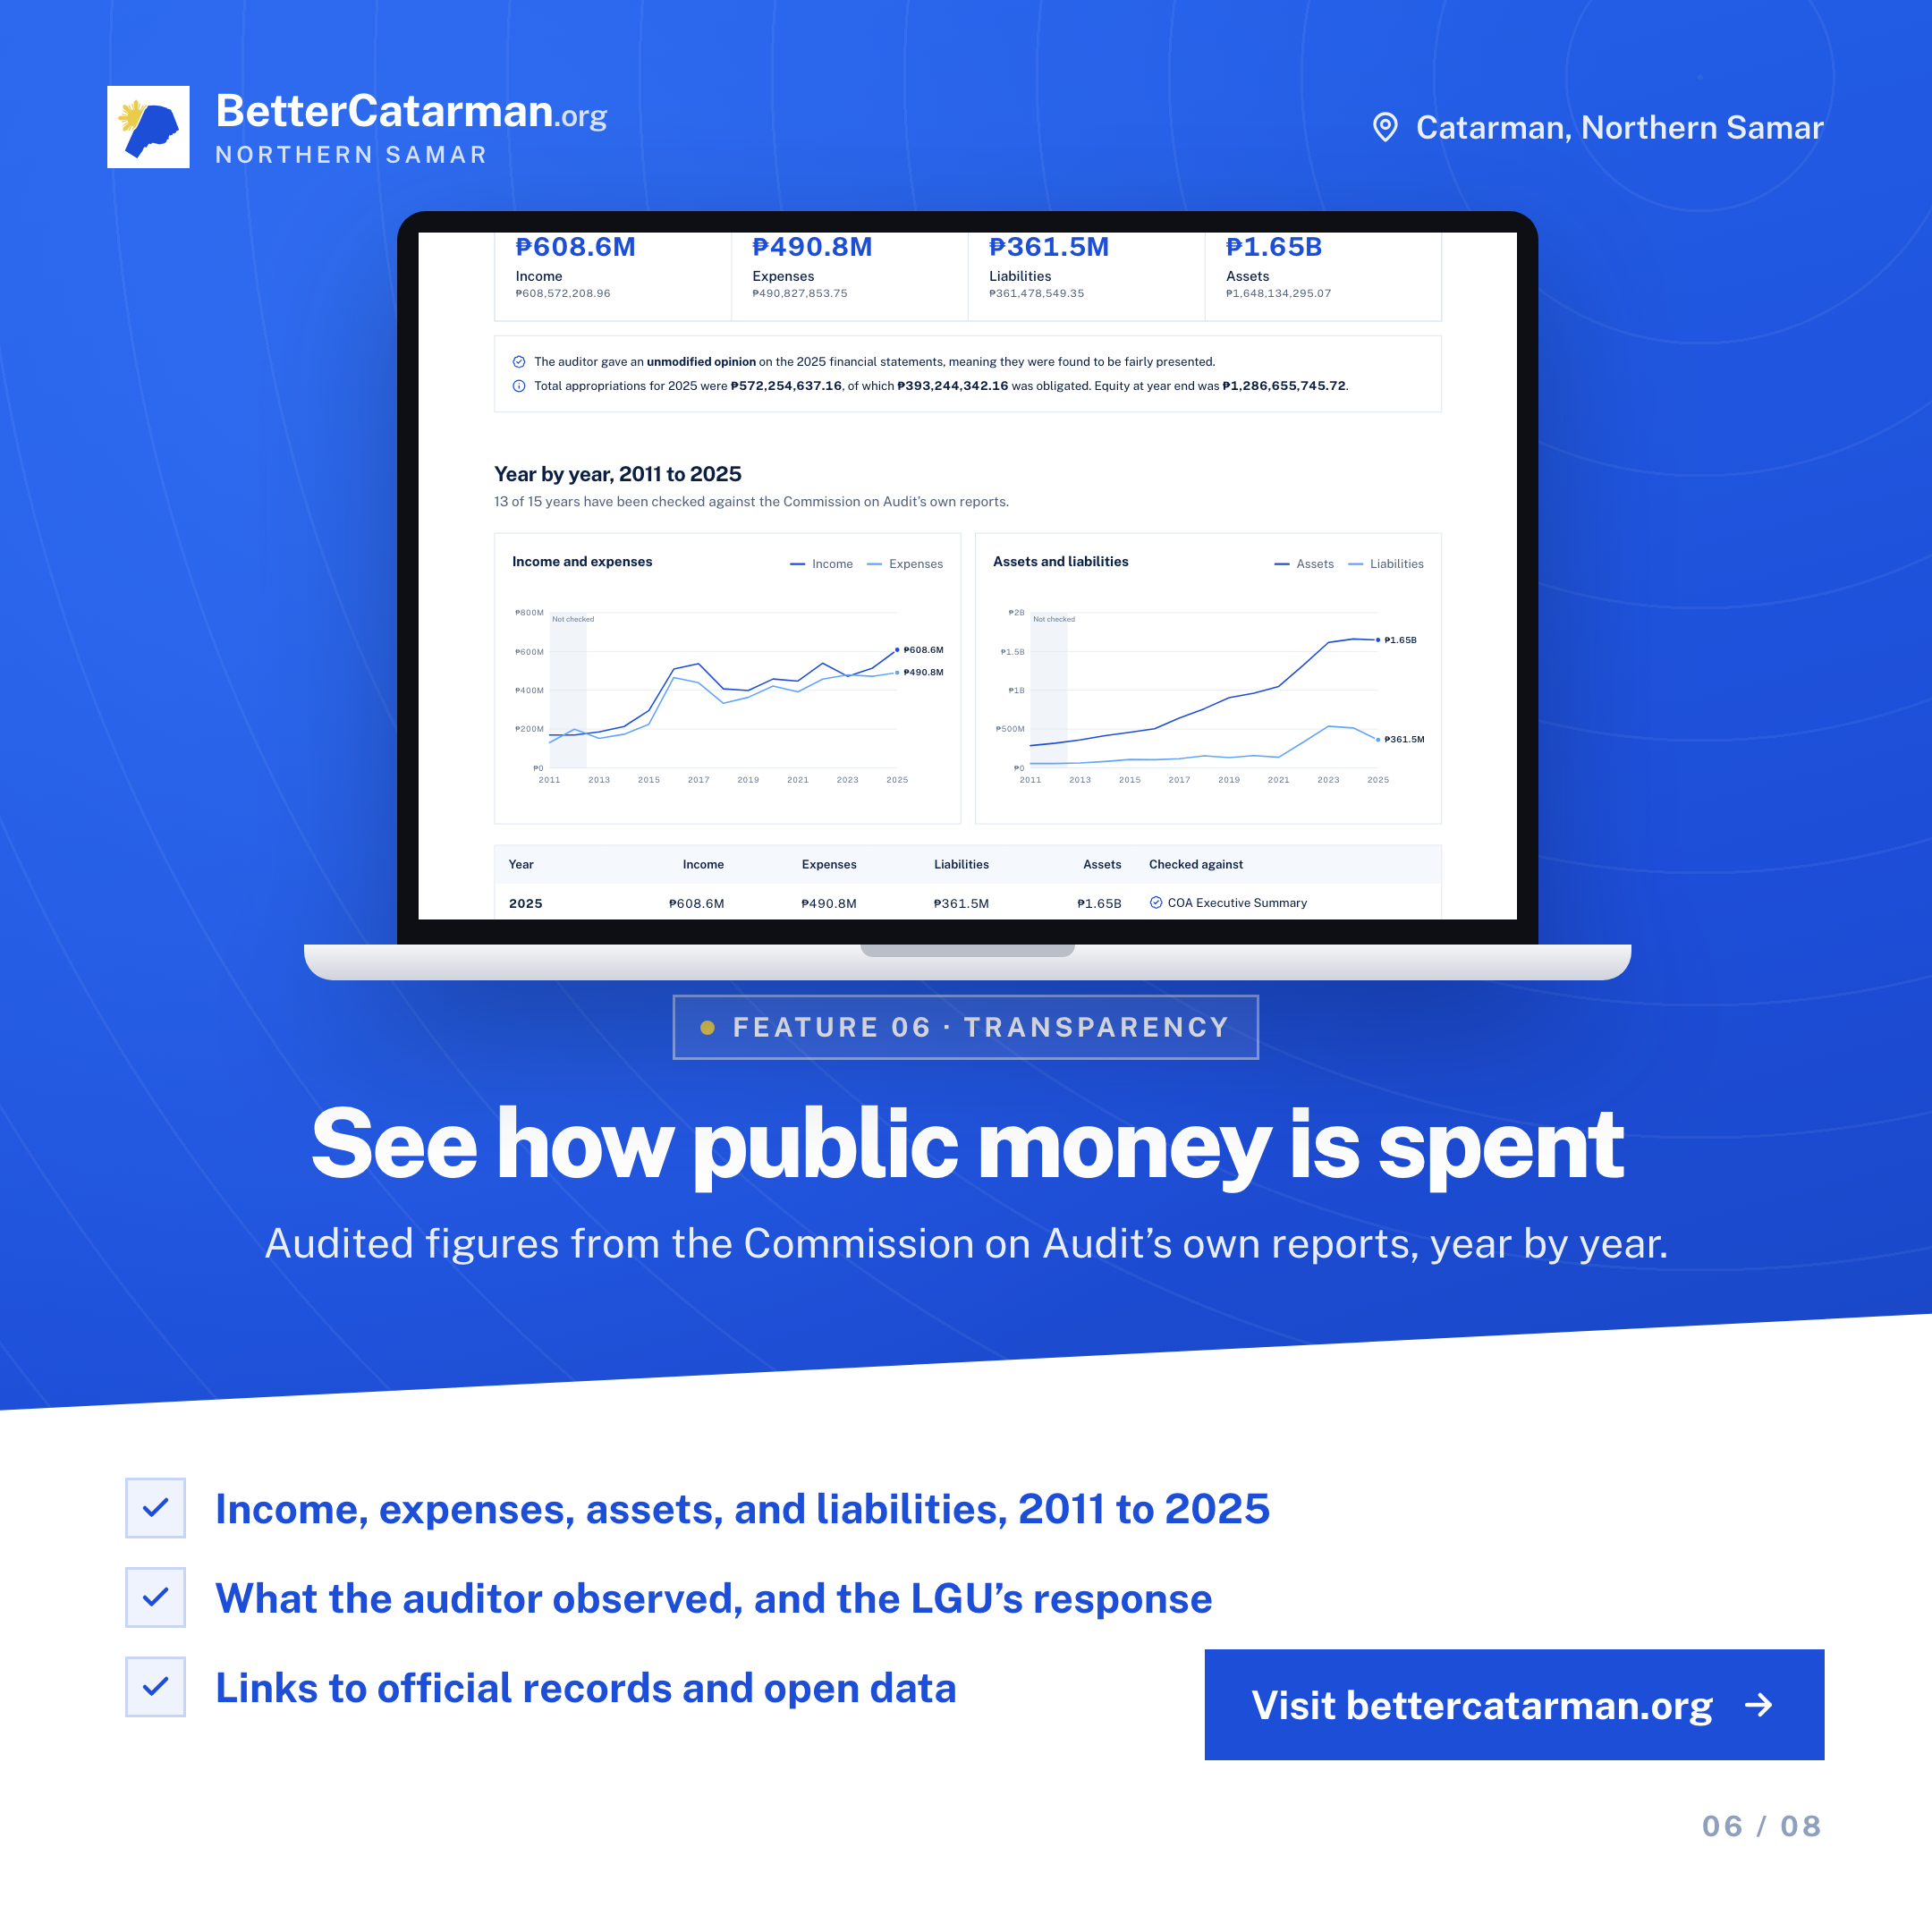 BetterCatarman.org
NORTHERN SAMAR
Catarman, Northern Samar
₱608.6M ₱490.8M ₱361.5M ₱1.65B
Income Expenses Liabilities Assets
₱608,572,208.96 ₱490,827,853.75 ₱361,478,549.35 ₱1,648,134,295.07
The auditor gave an unmodified opinion on the 2025 financial statements, meaning they were found to be fairly presented.
Total appropriations for 2025 were ₱572,254,637.16, of which ₱393,244,342.16 was obligated. Equity at year end was ₱1,286,655,745.72.
Year by year, 2011 to 2025
13 of 15 years have been checked against the Commission on Audit's own reports.
Income and expenses Income Expenses
₱800M
Not checked
₱600M
₱400M
₱200M
₱0
₱608.6M
₱490.8M
2011 2013 2015 2017 2019 2021 2023 2025
Assets and liabilities Assets Liabilities
₱2B
Not checked
₱1.5B
₱1B
₱500M
₱0
₱1.65B
₱361.5M
2011 2013 2015 2017 2019 2021 2023 2025
Year Income Expenses Liabilities Assets Checked against
2025 ₱608.6M ₱490.8M ₱361.5M ₱1.65B COA Executive Summary
FEATURE 06 · TRANSPARENCY
See how public money is spent
Audited figures from the Commission on Audit’s own reports, year by year.
Income, expenses, assets, and liabilities, 2011 to 2025
What the auditor observed, and the LGU’s response
Links to official records and open data
Visit bettercatarman.org →
06 / 08